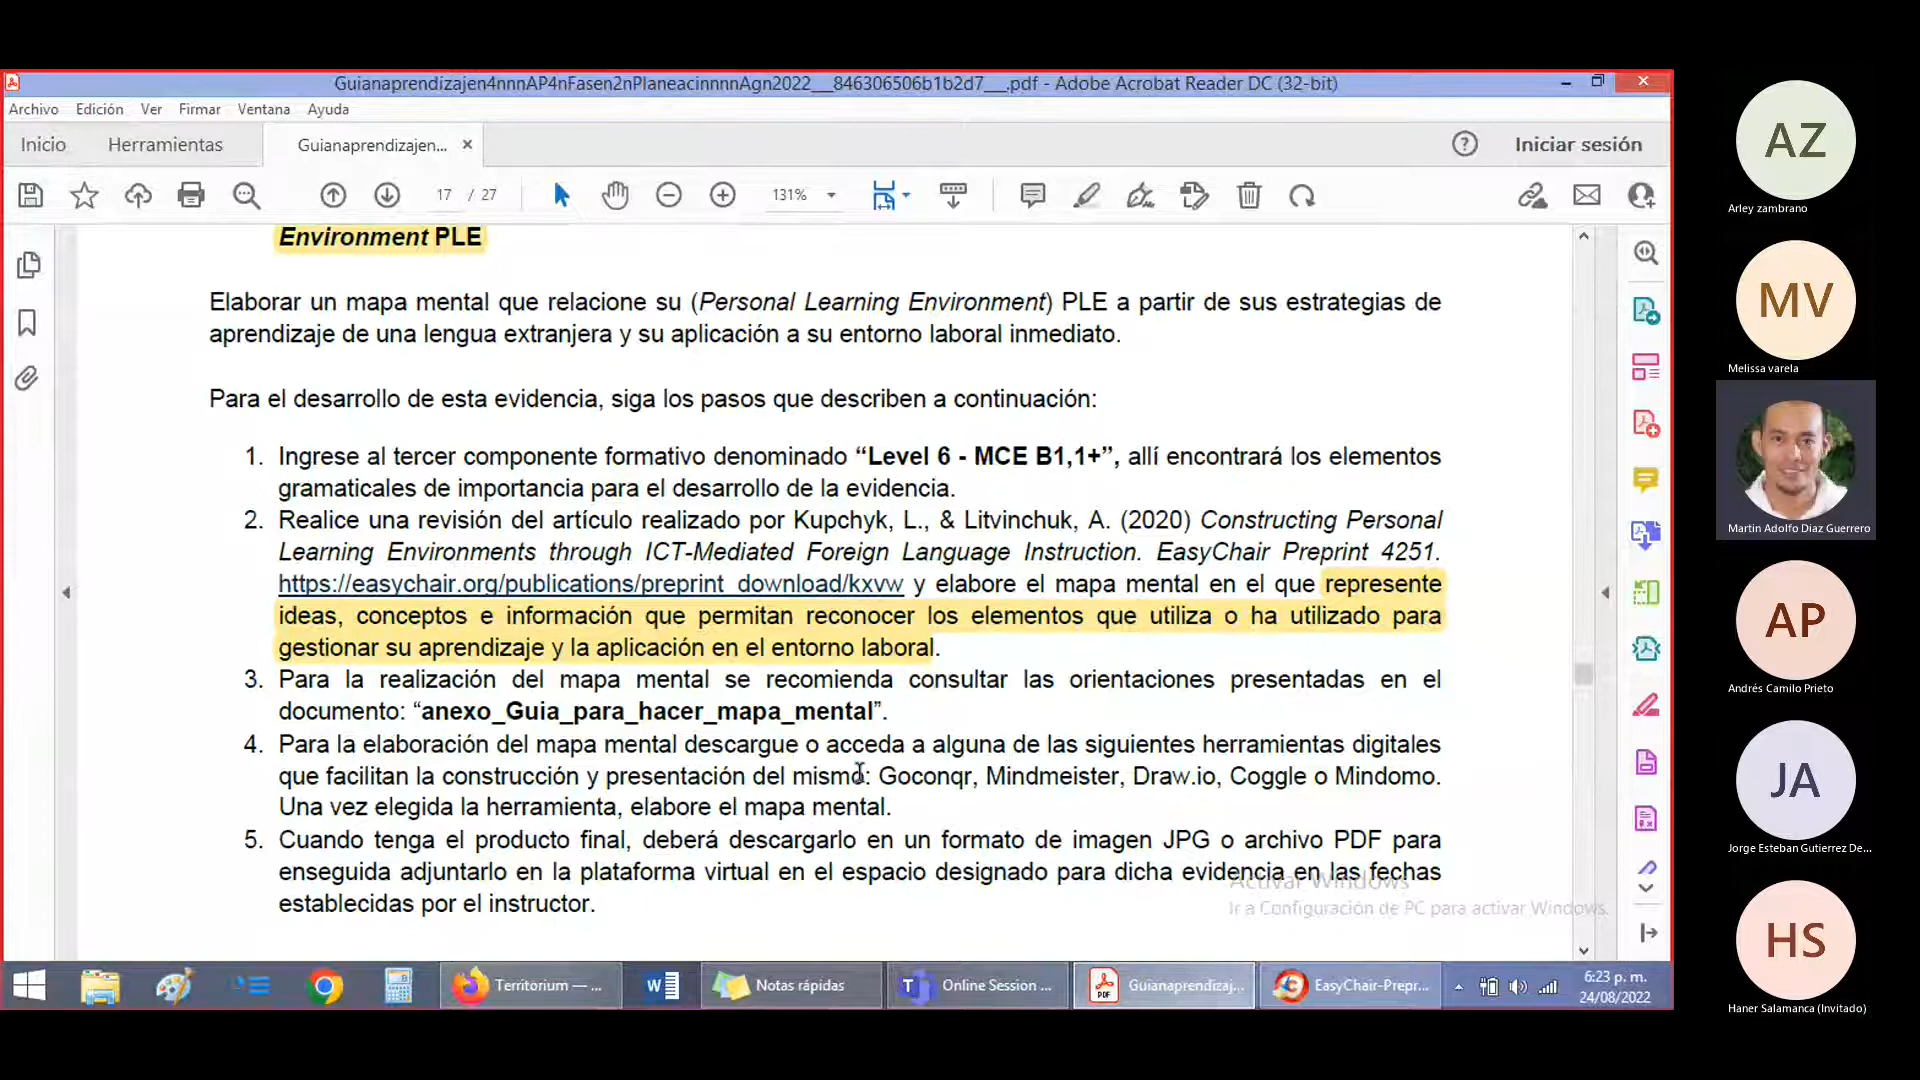 Guianaprendizajen4nnnAP4nFasen2nPlaneacinnnnAgn2022__846306506b1b2d7__.pdf - Adobe Acrobat Reader DC (32-bit)
Archivo Edición Ver Firmar Ventana Ayuda
Inicio Herramientas Guianaprendizajen... Iniciar sesión
17 / 27 131%
Environment PLE
Elaborar un mapa mental que relacione su (Personal Learning Environment) PLE a partir de sus estrategias de
aprendizaje de una lengua extranjera y su aplicación a su entorno laboral inmediato.
Para el desarrollo de esta evidencia, siga los pasos que describen a continuación:
1. Ingrese al tercer componente formativo denominado “Level 6 - MCE B1,1+”, allí encontrará los elementos
gramaticales de importancia para el desarrollo de la evidencia.
2. Realice una revisión del artículo realizado por Kupchyk, L., & Litvinchuk, A. (2020) Constructing Personal
Learning Environments through ICT-Mediated Foreign Language Instruction. EasyChair Preprint 4251.
https://easychair.org/publications/preprint_download/kxvw y elabore el mapa mental en el que represente
ideas, conceptos e información que permitan reconocer los elementos que utiliza o ha utilizado para
gestionar su aprendizaje y la aplicación en el entorno laboral.
3. Para la realización del mapa mental se recomienda consultar las orientaciones presentadas en el
documento: “anexo_Guia_para_hacer_mapa_mental”.
4. Para la elaboración del mapa mental descargue o acceda a alguna de las siguientes herramientas digitales
que facilitan la construcción y presentación del mismo: Goconqr, Mindmeister, Draw.io, Coggle o Mindomo.
Una vez elegida la herramienta, elabore el mapa mental.
5. Cuando tenga el producto final, deberá descargarlo en un formato de imagen JPG o archivo PDF para
enseguida adjuntarlo en la plataforma virtual en el espacio designado para dicha evidencia en las fechas
establecidas por el instructor.
Activar Windows
Ir a Configuración de PC para activar Windows.
Territorium — ... Notas rápidas Online Session ... Guianaprendizaj... EasyChair-Prepr... 6:23 p. m.
24/08/2022
AZ
Arley zambrano
MV
Melissa varela
Martin Adolfo Diaz Guerrero
AP
Andrés Camilo Prieto
JA
Jorge Esteban Gutierrez De...
HS
Haner Salamanca (Invitado)